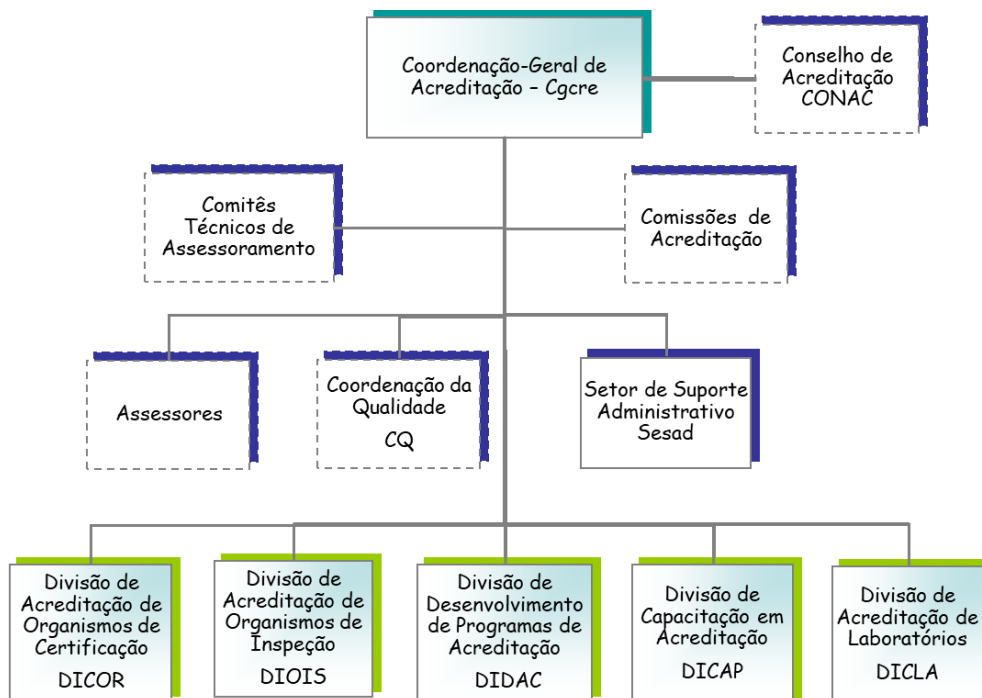 Coordenação-Geral de
Acreditação – Cgcre
Conselho de
Acreditação
CONAC
Comitês
Técnicos de
Assessoramento
Comissões de
Acreditação
Assessores
Coordenação da
Qualidade
CQ
Setor de Suporte
Administrativo
Sesad
Divisão de
Acreditação de
Organismos de
Certificação
DICOR
Divisão de
Acreditação de
Organismos de
Inspeção
DIOIS
Divisão de
Desenvolvimento
de Programas de
Acreditação
DIDAC
Divisão de
Capacitação em
Acreditação
DICAP
Divisão de
Acreditação de
Laboratórios
DICLA